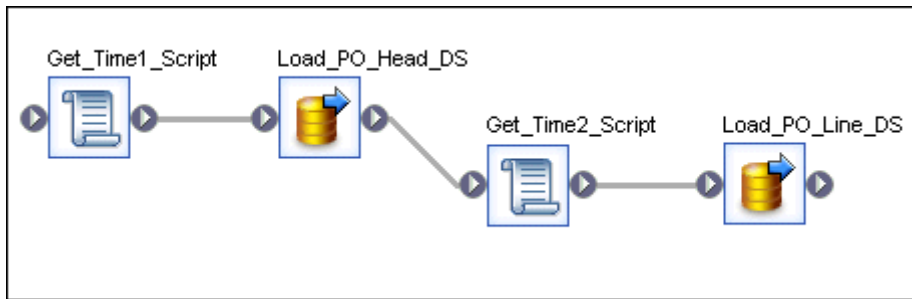 Get_Time1_Script
Load_PO_Head_DS
Get_Time2_Script
Load_PO_Line_DS